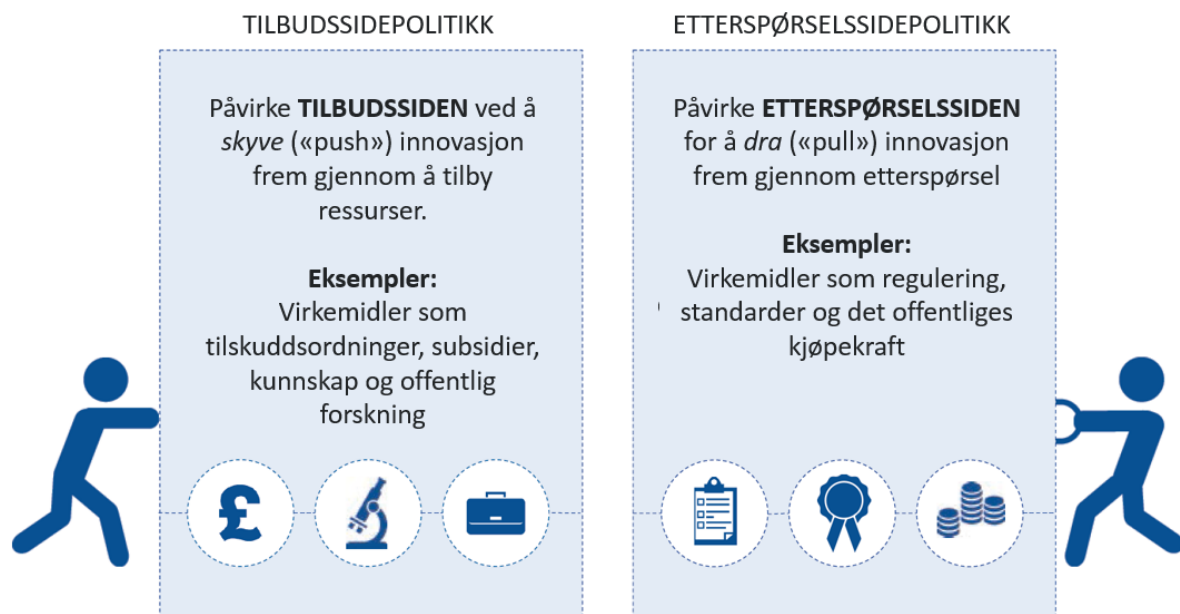 TILBUDSSIDEPOLITIKK
Påvirke TILBUDSSIDEN ved å
skyve («push») innovasjon
frem gjennom å tilby
ressurser.
Eksempler:
Virkemidler som
tilskuddsordninger, subsidier,
kunnskap og offentlig
forskning
£
ETTERSPØRSELSSIDEPOLITIKK
Påvirke ETTERSPØRSELSSIDEN
for å dra («pull») innovasjon
frem gjennom etterspørsel
Eksempler:
Virkemidler som regulering,
standarder og det offentliges
kjøpekraft